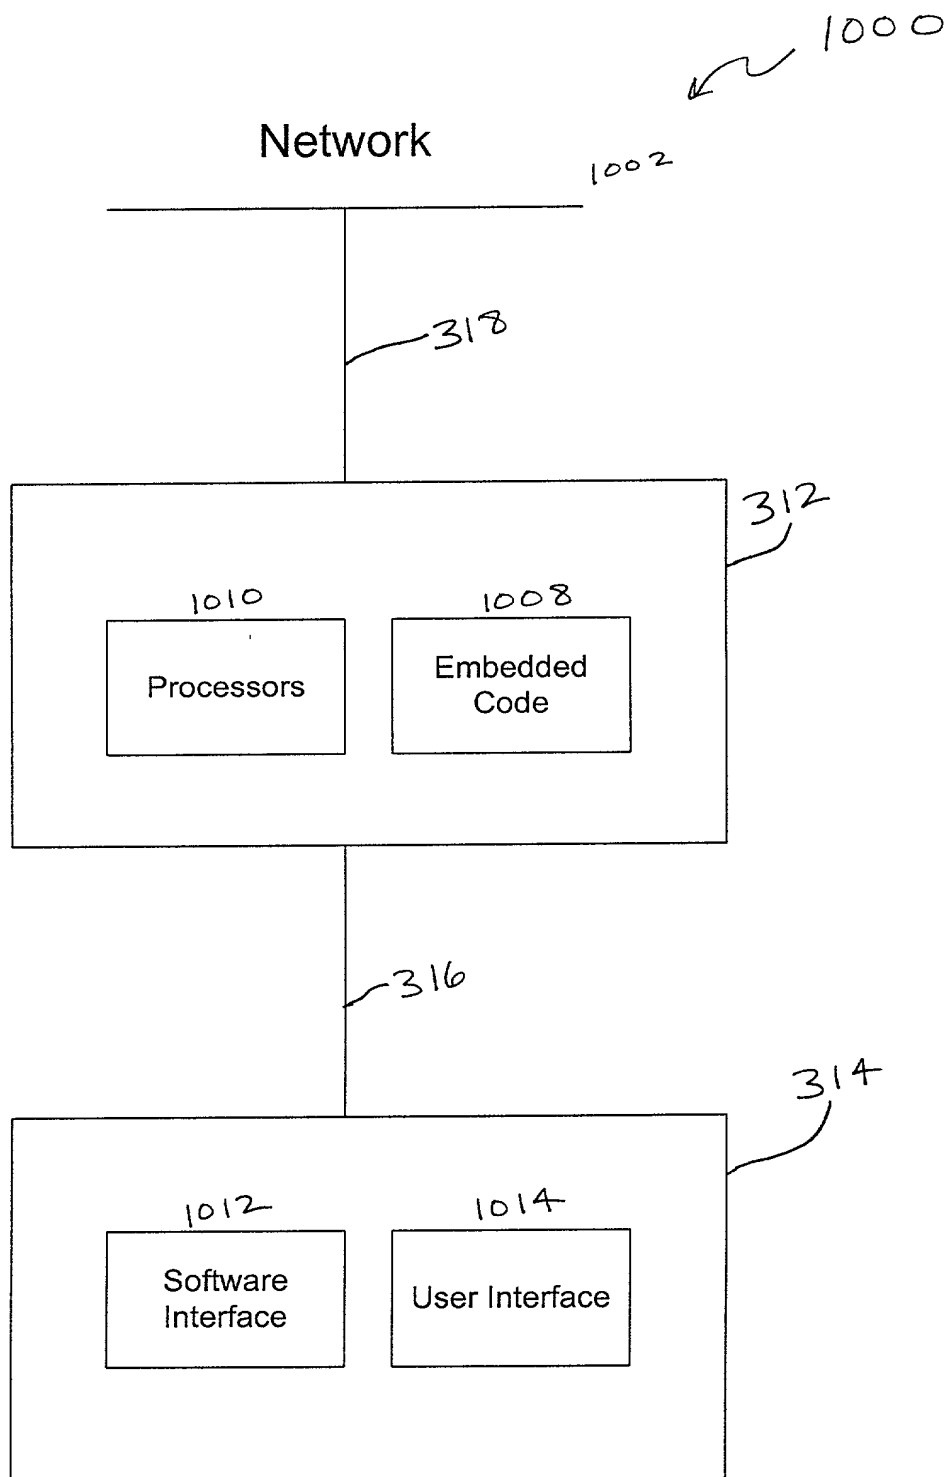 1000
Network
1002
318
312
1010
1008
Processors
Embedded
Code
316
314
1012
1014
Software
Interface
User Interface